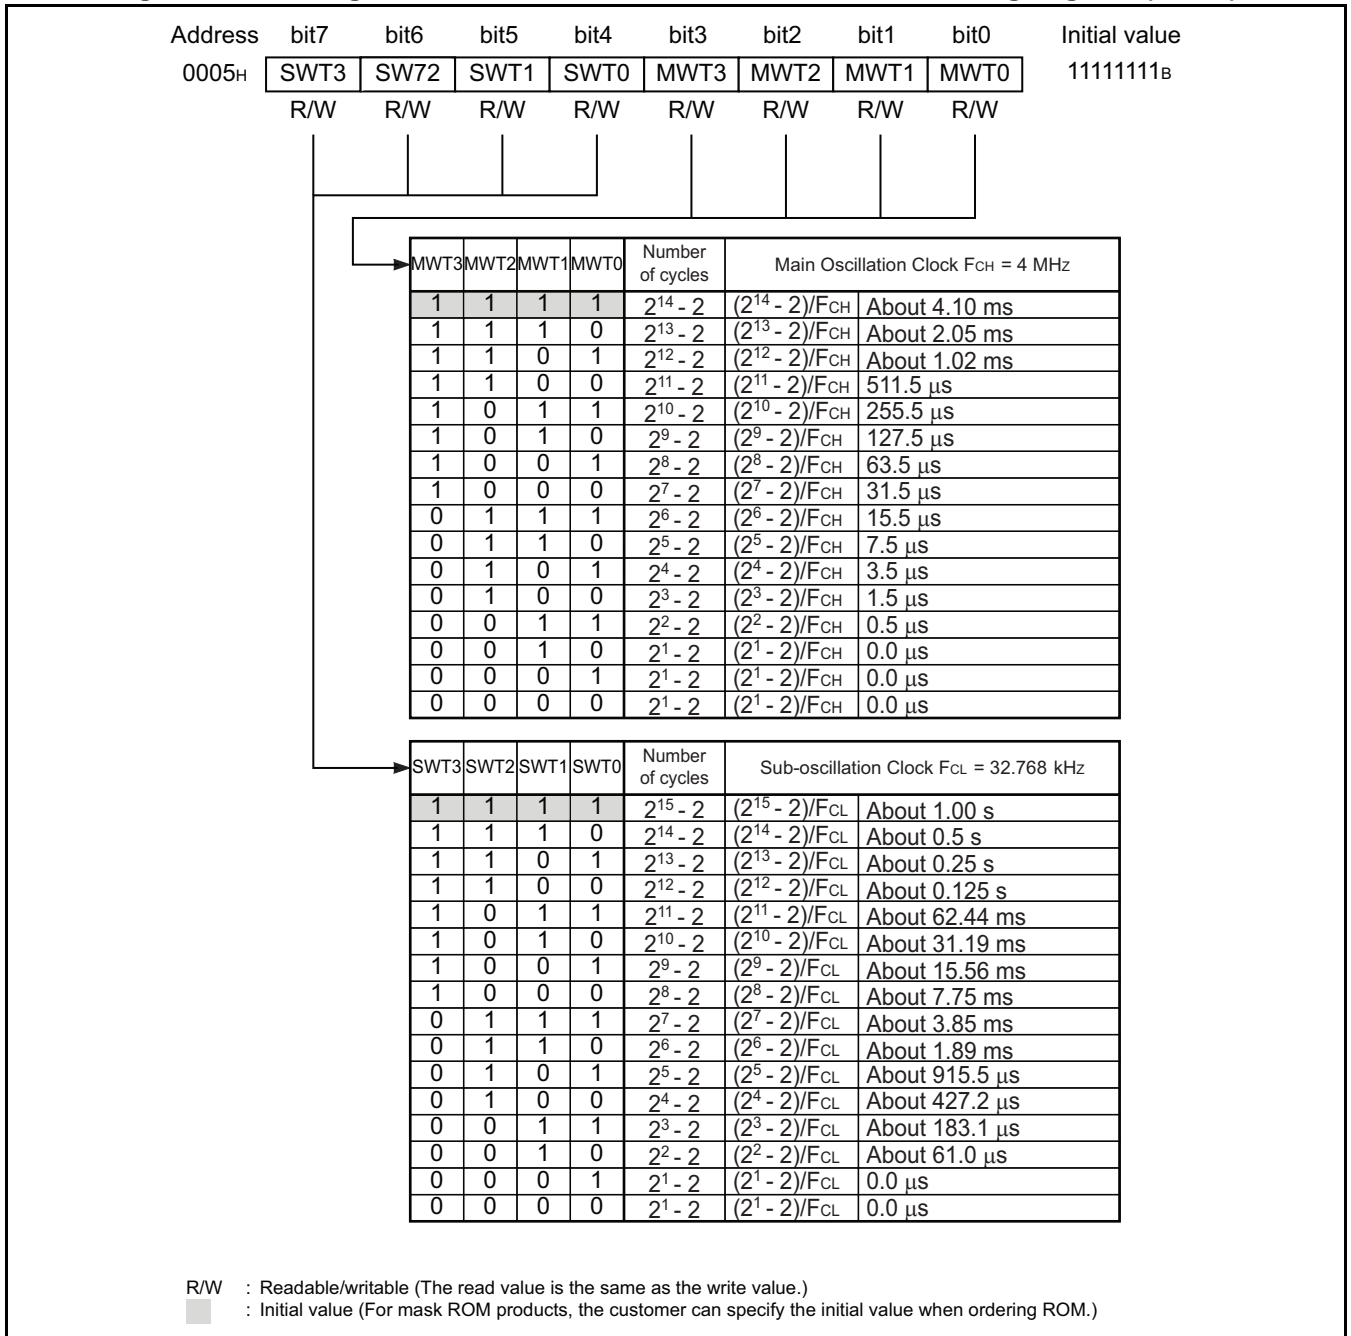 Address bit7 bit6 bit5 bit4 bit3 bit2 bit1 bit0 Initial value
0005H SWT3 SW72 SWT1 SWT0 MWT3 MWT2 MWT1 MWT0 11111111B
R/W R/W R/W R/W R/W R/W R/W R/W
MWT3 MWT2 MWT1 MWT0 Number of cycles Main Oscillation Clock FCH = 4 MHz
1 1 1 1 2^14 - 2 (2^14 - 2)/FCH About 4.10 ms
1 1 1 0 2^13 - 2 (2^13 - 2)/FCH About 2.05 ms
1 1 0 1 2^12 - 2 (2^12 - 2)/FCH About 1.02 ms
1 1 0 0 2^11 - 2 (2^11 - 2)/FCH 511.5 μs
1 0 1 1 2^10 - 2 (2^10 - 2)/FCH 255.5 μs
1 0 1 0 2^9 - 2 (2^9 - 2)/FCH 127.5 μs
1 0 0 1 2^8 - 2 (2^8 - 2)/FCH 63.5 μs
1 0 0 0 2^7 - 2 (2^7 - 2)/FCH 31.5 μs
0 1 1 1 2^6 - 2 (2^6 - 2)/FCH 15.5 μs
0 1 1 0 2^5 - 2 (2^5 - 2)/FCH 7.5 μs
0 1 0 1 2^4 - 2 (2^4 - 2)/FCH 3.5 μs
0 1 0 0 2^3 - 2 (2^3 - 2)/FCH 1.5 μs
0 0 1 1 2^2 - 2 (2^2 - 2)/FCH 0.5 μs
0 0 1 0 2^1 - 2 (2^1 - 2)/FCH 0.0 μs
0 0 0 1 2^1 - 2 (2^1 - 2)/FCH 0.0 μs
0 0 0 0 2^1 - 2 (2^1 - 2)/FCH 0.0 μs
SWT3 SWT2 SWT1 SWT0 Number of cycles Sub-oscillation Clock FCL = 32.768 kHz
1 1 1 1 2^15 - 2 (2^15 - 2)/FCL About 1.00 s
1 1 1 0 2^14 - 2 (2^14 - 2)/FCL About 0.5 s
1 1 0 1 2^13 - 2 (2^13 - 2)/FCL About 0.25 s
1 1 0 0 2^12 - 2 (2^12 - 2)/FCL About 0.125 s
1 0 1 1 2^11 - 2 (2^11 - 2)/FCL About 62.44 ms
1 0 1 0 2^10 - 2 (2^10 - 2)/FCL About 31.19 ms
1 0 0 1 2^9 - 2 (2^9 - 2)/FCL About 15.56 ms
1 0 0 0 2^8 - 2 (2^8 - 2)/FCL About 7.75 ms
0 1 1 1 2^7 - 2 (2^7 - 2)/FCL About 3.85 ms
0 1 1 0 2^6 - 2 (2^6 - 2)/FCL About 1.89 ms
0 1 0 1 2^5 - 2 (2^5 - 2)/FCL About 915.5 μs
0 1 0 0 2^4 - 2 (2^4 - 2)/FCL About 427.2 μs
0 0 1 1 2^3 - 2 (2^3 - 2)/FCL About 183.1 μs
0 0 1 0 2^2 - 2 (2^2 - 2)/FCL About 61.0 μs
0 0 0 1 2^1 - 2 (2^1 - 2)/FCL 0.0 μs
0 0 0 0 2^1 - 2 (2^1 - 2)/FCL 0.0 μs
R/W : Readable/writable (The read value is the same as the write value.)
: Initial value (For mask ROM products, the customer can specify the initial value when ordering ROM.)